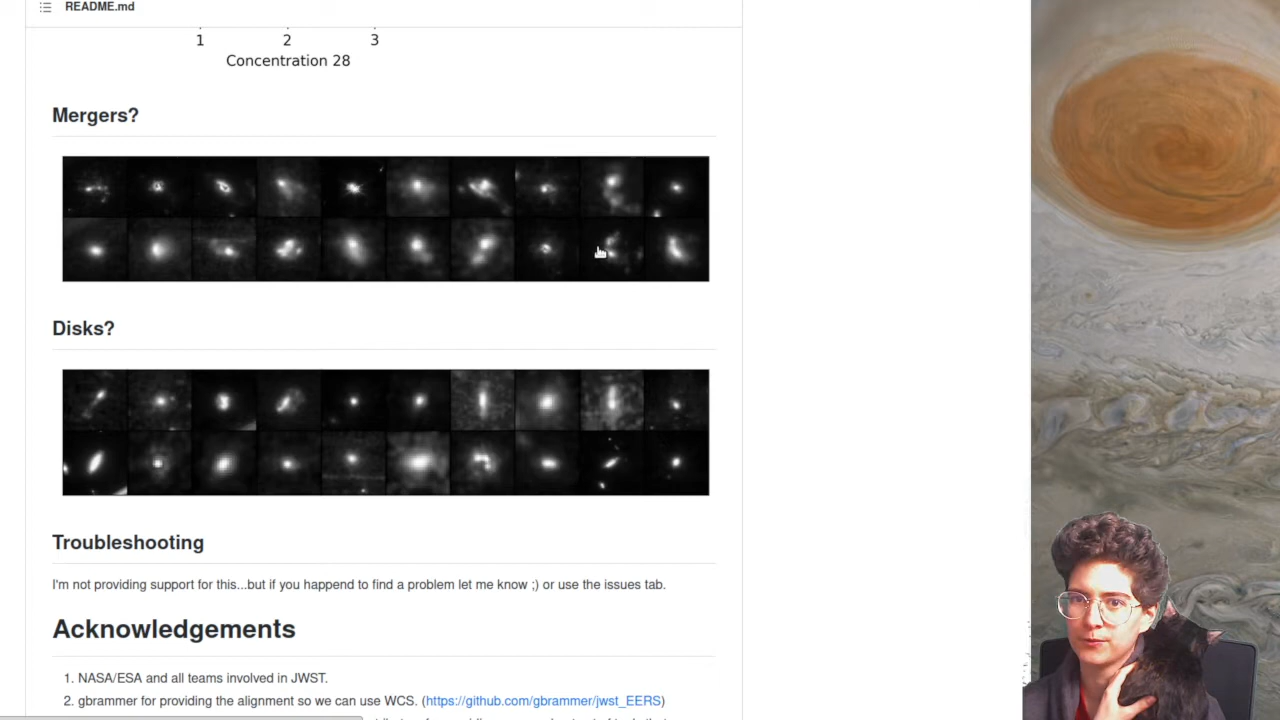 README.md
1 2 3
Concentration 28
Mergers?
Disks?
Troubleshooting
I'm not providing support for this...but if you happend to find a problem let me know ;) or use the issues tab.
Acknowledgements
1. NASA/ESA and all teams involved in JWST.
2. gbrammer for providing the alignment so we can use WCS. (https://github.com/gbrammer/jwst_EERS)